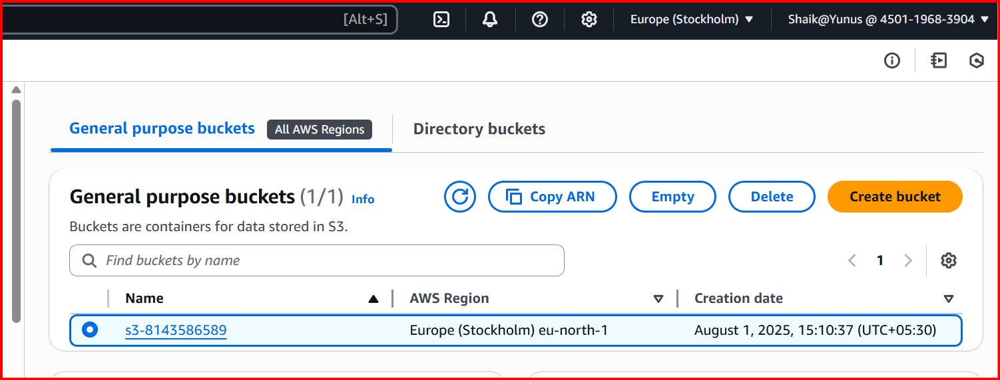 [Alt+S] Europe (Stockholm) Shaik@Yunus @ 4501-1968-3904
General purpose buckets All AWS Regions Directory buckets
General purpose buckets (1/1) Info Copy ARN Empty Delete Create bucket
Buckets are containers for data stored in S3.
Find buckets by name 1
Name AWS Region Creation date
s3-8143586589 Europe (Stockholm) eu-north-1 August 1, 2025, 15:10:37 (UTC+05:30)